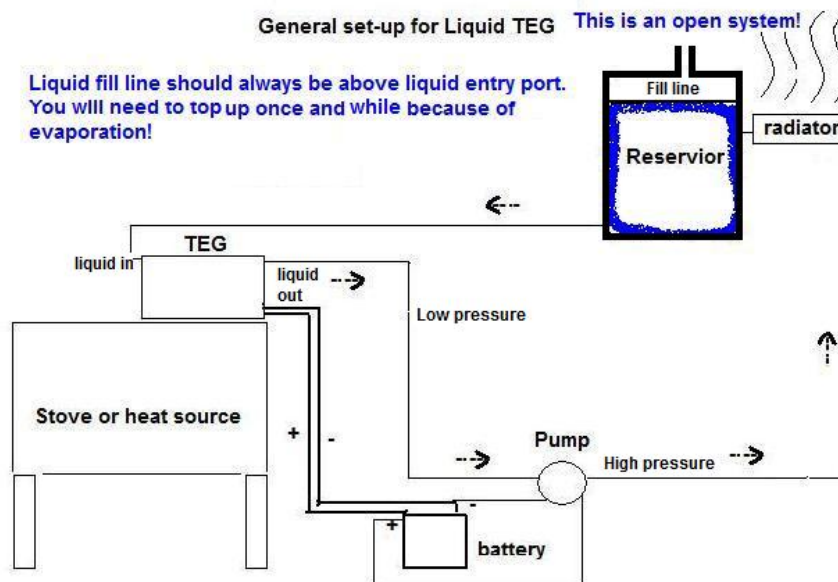 General set-up for Liquid TEG
This is an open system!
Liquid fill line should always be above liquid entry port.
You will need to top up once and while because of
evaporation!
Fill line
radiator
Reservior
TEG
liquid in
liquid
out
Low pressure
Stove or heat source
+
-
Pump
High pressure
-
+
battery